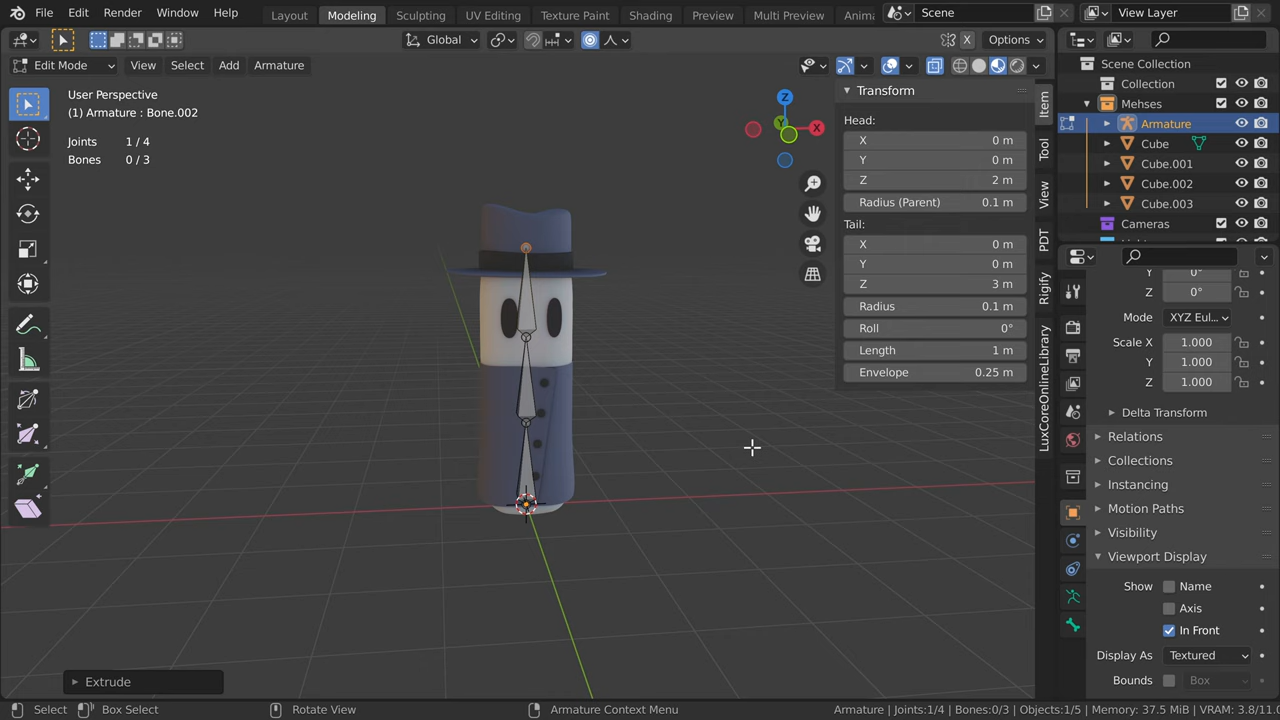 File Edit Render Window Help Layout Modeling Sculpting UV Editing Texture Paint Shading Preview Multi Preview Anima Scene View Layer
Global Options
Edit Mode View Select Add Armature
User Perspective
(1) Armature : Bone.002
Joints 1 / 4
Bones 0 / 3
Z
Y
X
Transform
Head:
X 0 m
Y 0 m
Z 2 m
Radius (Parent) 0.1 m
Tail:
X 0 m
Y 0 m
Z 3 m
Radius 0.1 m
Roll 0°
Length 1 m
Envelope 0.25 m
Item
Tool
View
PDT
Rigify
LuxCoreOnlineLibrary
Scene Collection
Collection
Mehses
Armature
Cube
Cube.001
Cube.002
Cube.003
Cameras
Y 0°
Z 0°
Mode XYZ Eul...
Scale X 1.000
Y 1.000
Z 1.000
Delta Transform
Relations
Collections
Instancing
Motion Paths
Visibility
Viewport Display
Show Name
Axis
In Front
Display As Textured
Bounds Box
Extrude
Select Box Select Rotate View Armature Context Menu Armature | Joints:1/4 | Bones:0/3 | Objects:1/5 | Memory: 37.5 MiB | VRAM: 3.8/11.0